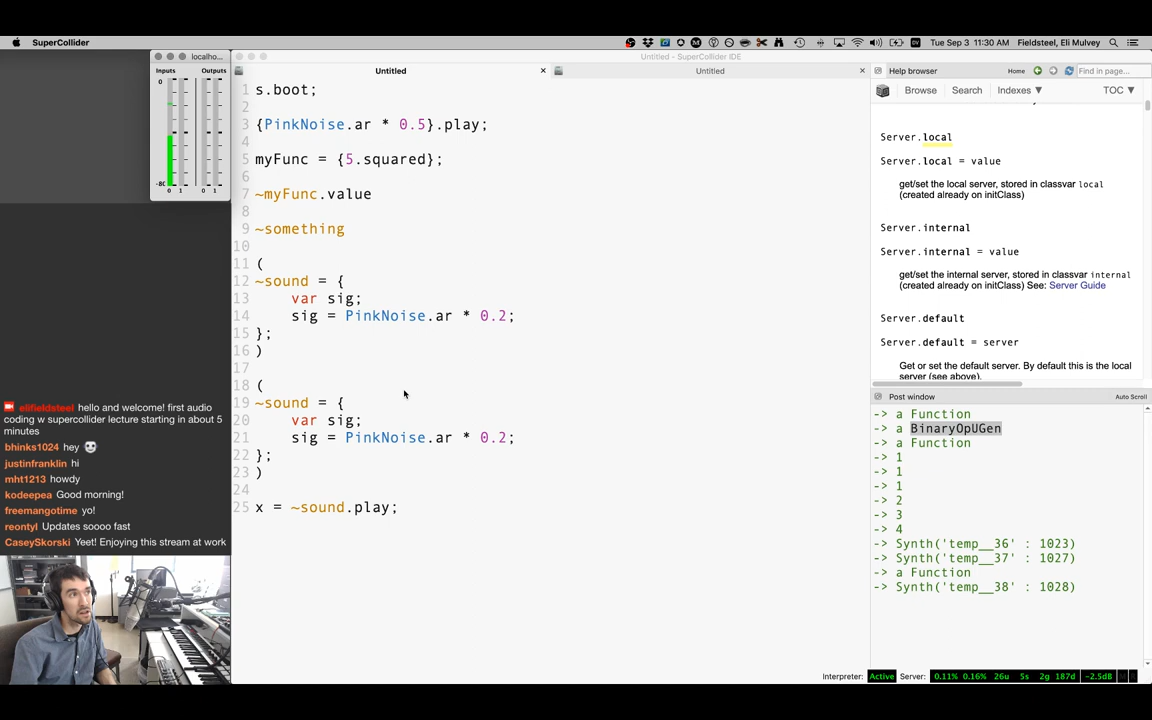 SuperCollider
Tue Sep 3 11:30 AM Fieldsteel, Eli Mulvey
localho...
Inputs Outputs
0
-80
0 1 0 1
Untitled - SuperCollider IDE
Untitled
Untitled
1 s.boot;
2
3 {PinkNoise.ar * 0.5}.play;
4
5 myFunc = {5.squared};
6
7 ~myFunc.value
8
9 ~something
10
11 (
12 ~sound = {
13 var sig;
14 sig = PinkNoise.ar * 0.2;
15 };
16 )
17
18 (
19 ~sound = {
20 var sig;
21 sig = PinkNoise.ar * 0.2;
22 };
23 )
24
25 x = ~sound.play;
Help browser Home Find in page...
Browse Search Indexes ▼ TOC ▼
Server.local
Server.local = value
get/set the local server, stored in classvar local
(created already on initClass)
Server.internal
Server.internal = value
get/set the internal server, stored in classvar internal
(created already on initClass) See: Server Guide
Server.default
Server.default = server
Get or set the default server. By default this is the local
server (see above).
Post window Auto Scroll
-> a Function
-> a BinaryOpUGen
-> a Function
-> 1
-> 1
-> 1
-> 2
-> 3
-> 4
-> Synth('temp__36' : 1023)
-> Synth('temp__37' : 1027)
-> a Function
-> Synth('temp__38' : 1028)
Interpreter: Active Server: 0.11% 0.16% 26u 5s 2g 187d -2.5dB M R
elifieldsteel hello and welcome! first audio
coding w supercollider lecture starting in about 5
minutes
bhinks1024 hey
justinfranklin hi
mht1213 howdy
kodeepea Good morning!
freemangotime yo!
reontyl Updates soooo fast
CaseySkorski Yeet! Enjoying this stream at work